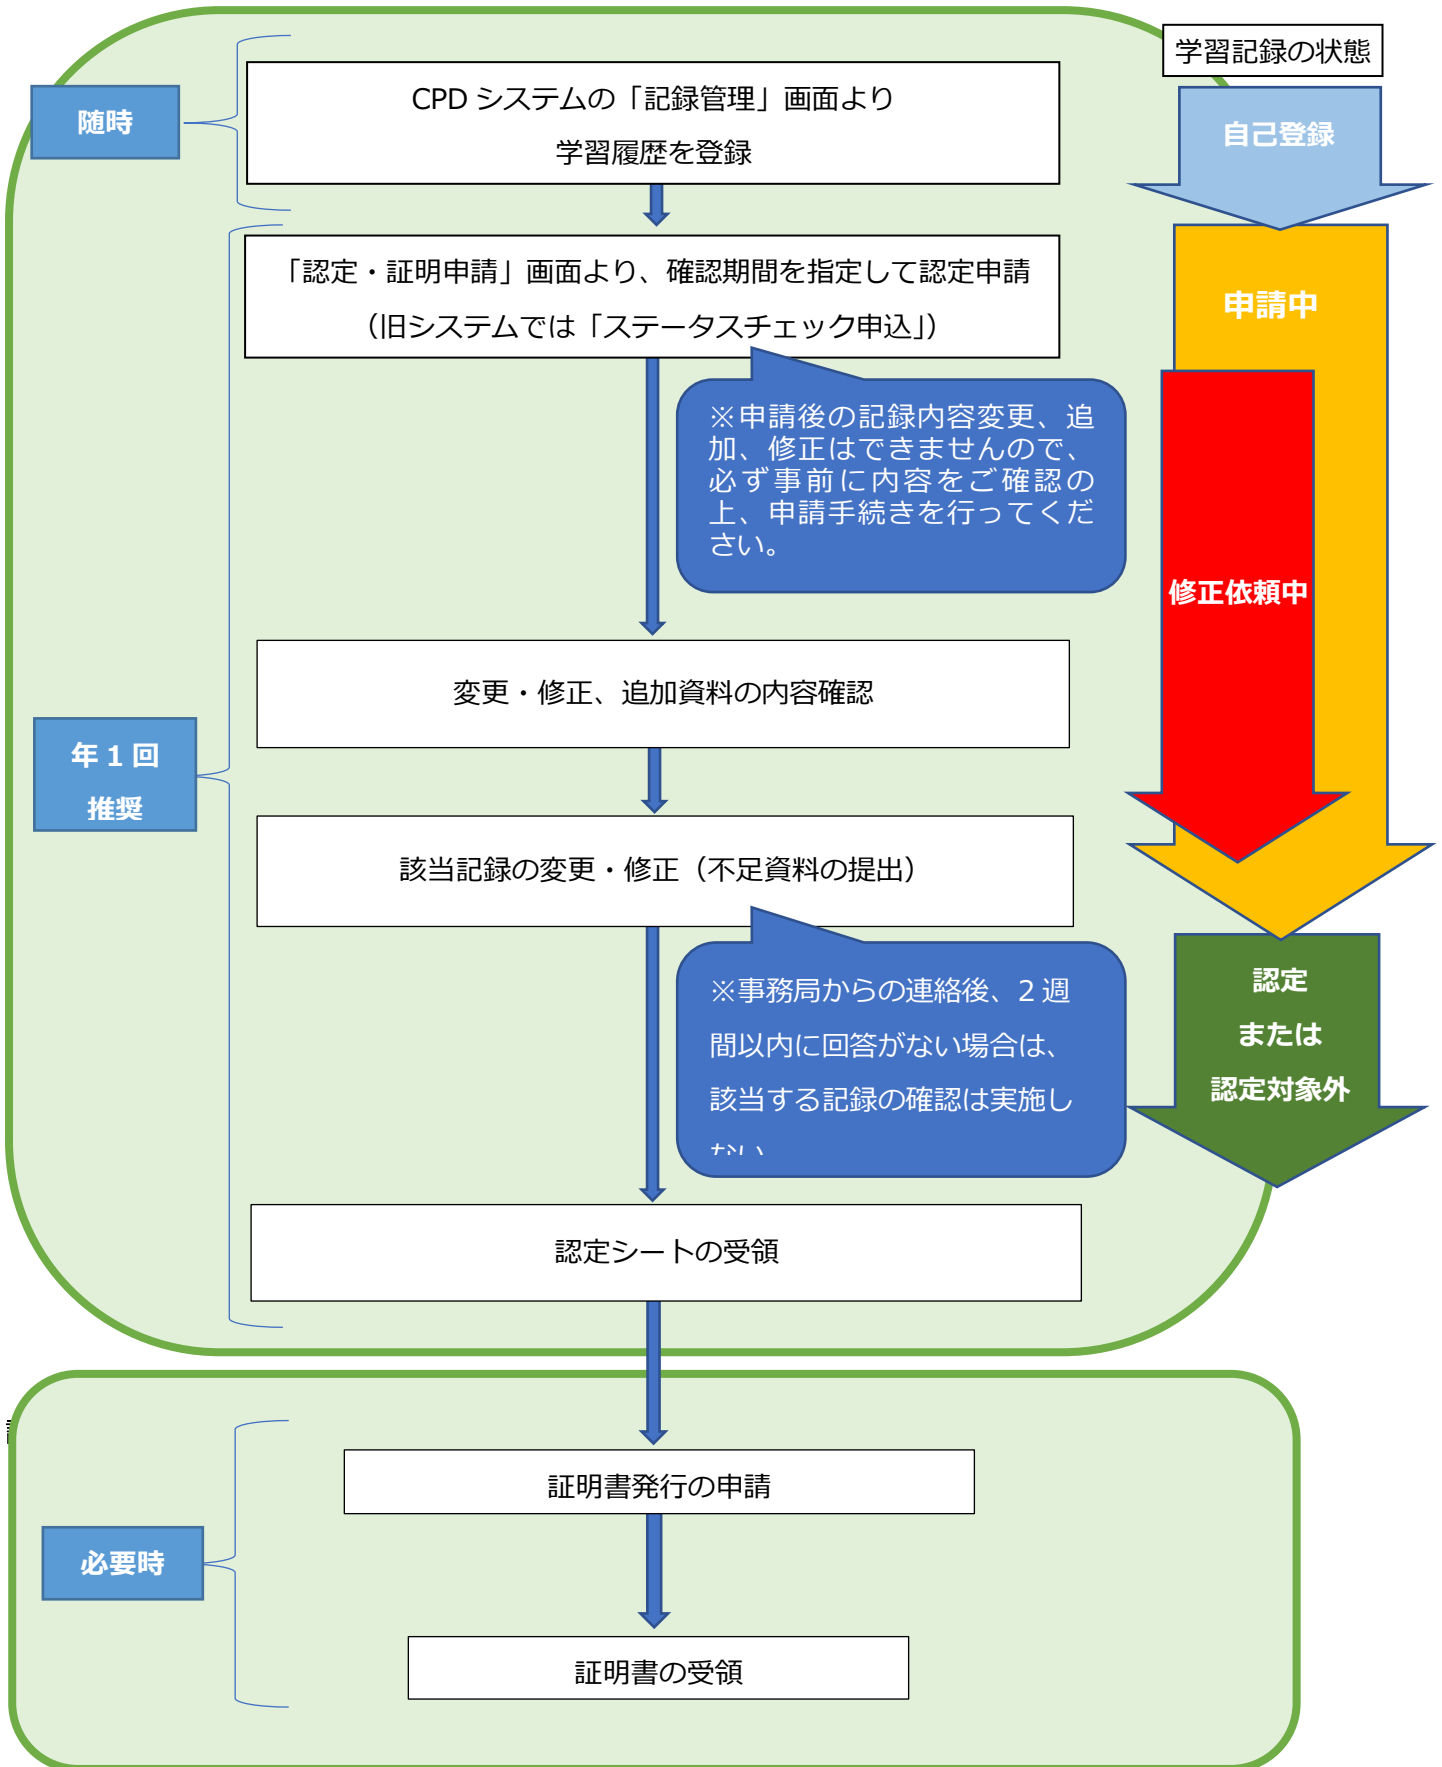 学習記録の状態
随時
CPD システムの「記録管理」画面より
学習履歴を登録
自己登録
「認定・証明申請」画面より、確認期間を指定して認定申請
（旧システムでは「ステータスチェック申込」）
申請中
※申請後の記録内容変更、追
加、修正はできませんので、
必ず事前に内容をご確認の
上、申請手続きを行ってくだ
さい。
修正依頼中
変更・修正、追加資料の内容確認
年 1 回
推奨
該当記録の変更・修正（不足資料の提出）
※事務局からの連絡後、2 週
間以内に回答がない場合は、
該当する記録の確認は実施し
ない
認定
または
認定対象外
認定シートの受領
証明書発行の申請
必要時
証明書の受領